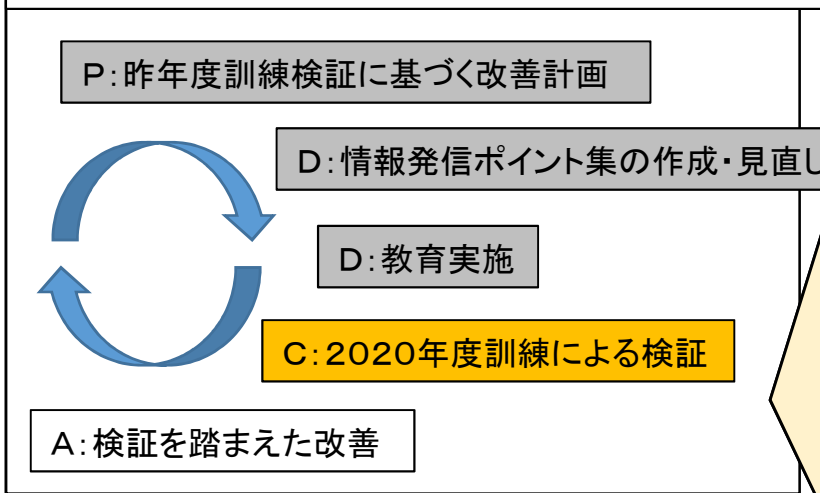 P:昨年度訓練検証に基づく改善計画
D:情報発信ポイント集の作成・見直し
D:教育実施
C:2020年度訓練による検証
A:検証を踏まえた改善